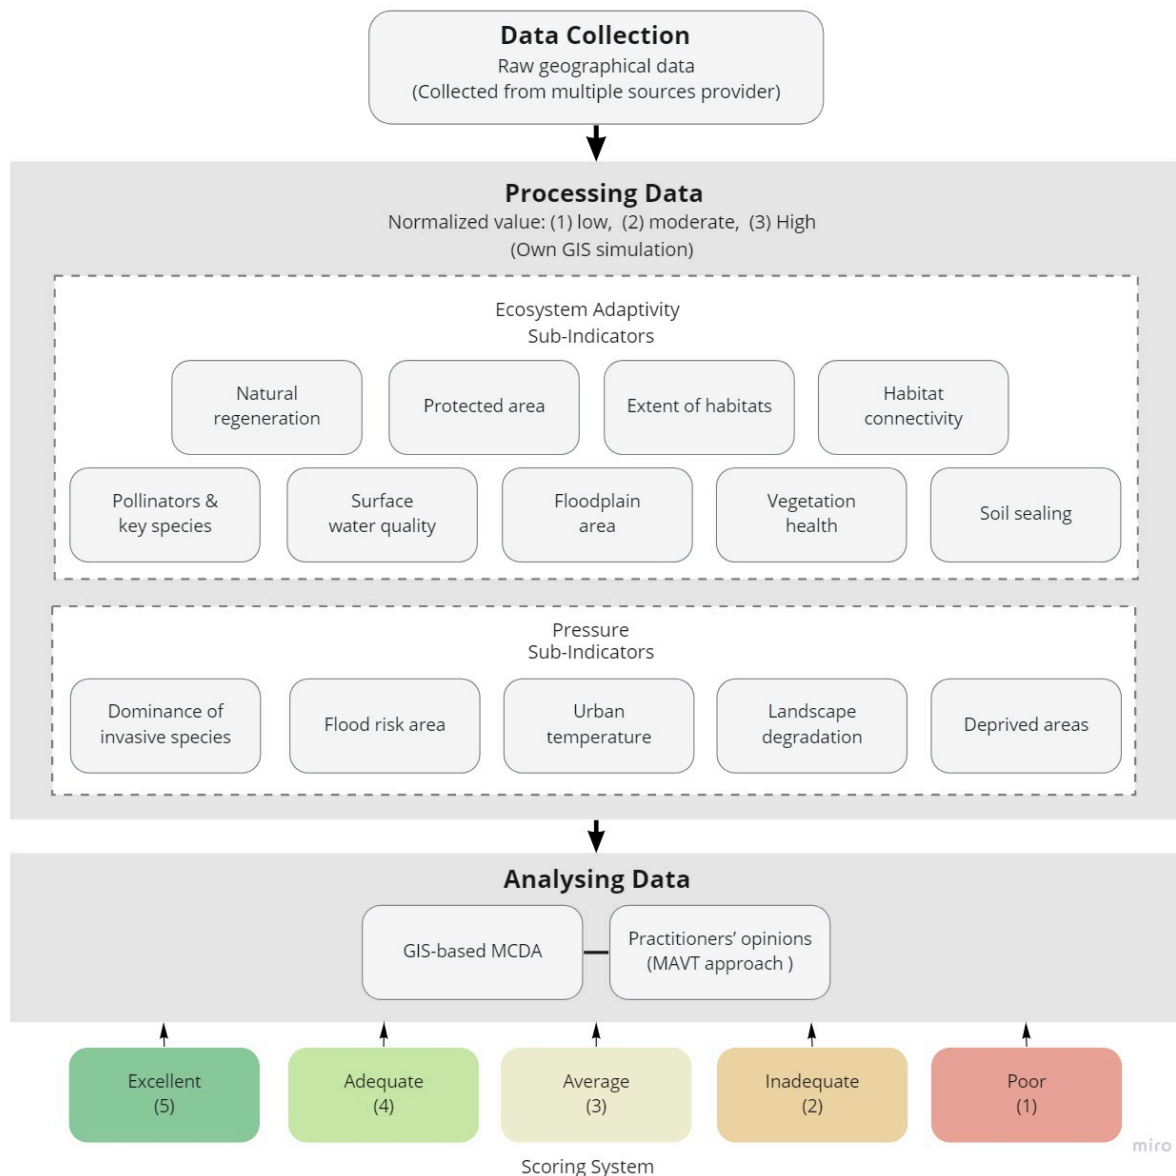 Data Collection
Raw geographical data
(Collected from multiple sources provider)
Processing Data
Normalized value: (1) low, (2) moderate, (3) High
(Own GIS simulation)
Ecosystem Adaptivity
Sub-Indicators
Natural
regeneration
Protected area
Extent of habitats
Habitat
connectivity
Pollinators &
key species
Surface
water quality
Floodplain
area
Vegetation
health
Soil sealing
Pressure
Sub-Indicators
Dominance of
invasive species
Flood risk area
Urban
temperature
Landscape
degradation
Deprived areas
Analysing Data
GIS-based MCDA
Practitioners’ opinions
(MAVT approach )
Excellent
(5)
Adequate
(4)
Average
(3)
Inadequate
(2)
Poor
(1)
Scoring System
miro